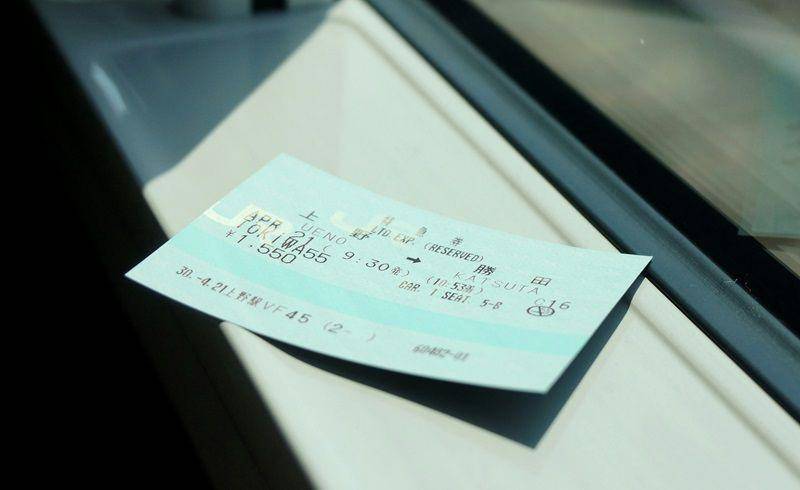 特急券
LTD.EXP. (RESERVED)
上野 → 勝田
UENO KATSUTA
APR. 21 ( 9:30発) (10:53着) C16
TOKIWA55 CAR. 1 SEAT. 5-B
¥1,550
30.-4.21上野駅VF45 (2- )
60402-01